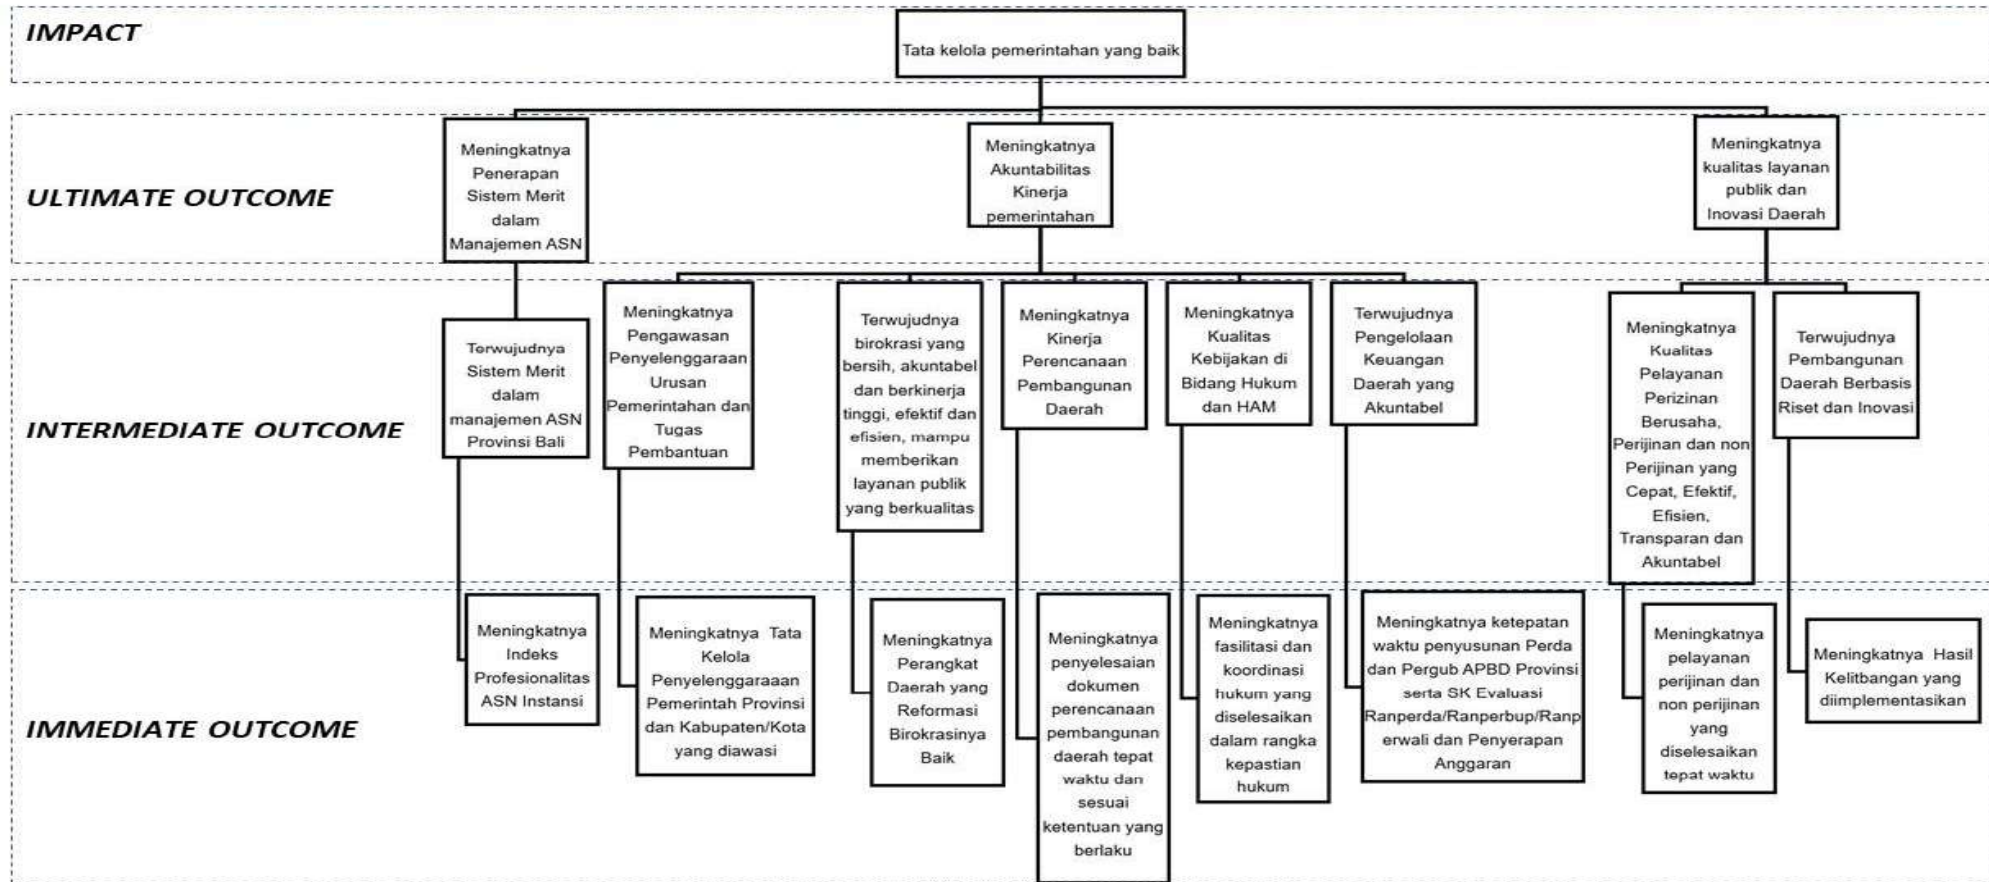 IMPACT
Tata kelola pemerintahan yang baik
ULTIMATE OUTCOME
Meningkatnya
Penerapan
Sistem Merit
dalam
Manajemen ASN
Meningkatnya
Akuntabilitas
Kinerja
pemerintahan
Meningkatnya
kualitas layanan
publik dan
Inovasi Daerah
INTERMEDIATE OUTCOME
Terwujudnya
Sistem Merit
dalam
manajemen ASN
Provinsi Bali
Meningkatnya
Pengawasan
Penyelenggaraan
Urusan
Pemerintahan dan
Tugas
Pembantuan
Terwujudnya
birokrasi yang
bersih, akuntabel
dan berkinerja
tinggi, efektif dan
efisien, mampu
memberikan
layanan publik
yang berkualitas
Meningkatnya
Kinerja
Perencanaan
Pembangunan
Daerah
Meningkatnya
Kualitas
Kebijakan di
Bidang Hukum
dan HAM
Terwujudnya
Pengelolaan
Keuangan
Daerah yang
Akuntabel
Meningkatnya
Kualitas
Pelayanan
Perizinan
Berusaha,
Perijinan dan non
Perijinan yang
Cepat, Efektif,
Efisien,
Transparan dan
Akuntabel
Terwujudnya
Pembangunan
Daerah Berbasis
Riset dan Inovasi
IMMEDIATE OUTCOME
Meningkatnya
Indeks
Profesionalitas
ASN Instansi
Meningkatnya Tata
Kelola
Penyelenggaraaan
Pemerintah Provinsi
dan Kabupaten/Kota
yang diawasi
Meningkatnya
Perangkat
Daerah yang
Reformasi
Birokrasinya
Baik
Meningkatnya
penyelesaian
dokumen
perencanaan
pembangunan
daerah tepat
waktu dan
sesuai
ketentuan yang
berlaku
Meningkatnya
fasilitasi dan
koordinasi
hukum yang
diselesaikan
dalam rangka
kepastian
hukum
Meningkatnya ketepatan
waktu penyusunan Perda
dan Pergub APBD Provinsi
serta SK Evaluasi
Ranperda/Ranperbup/Ranp
erwali dan Penyerapan
Anggaran
Meningkatnya
pelayanan
perijinan dan
non perijinan
yang
diselesaikan
tepat waktu
Meningkatnya Hasil
Kelitbangan yang
diimplementasikan